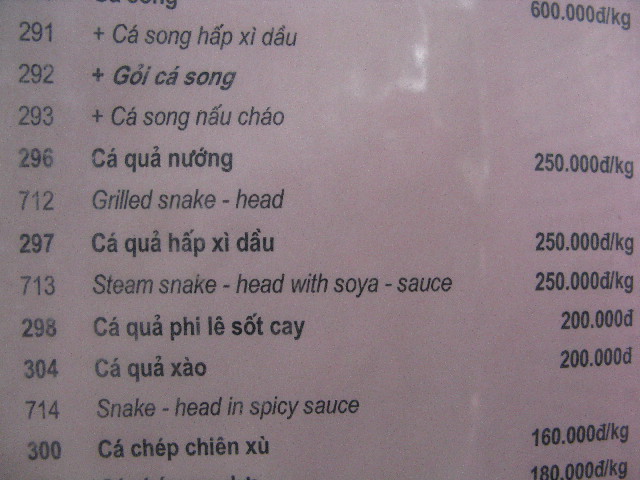 Cá song 600.000đ/kg
291 + Cá song hấp xì dầu
292 + Gỏi cá song
293 + Cá song nấu cháo
296 Cá quả nướng 250.000đ/kg
712 Grilled snake - head
297 Cá quả hấp xì dầu 250.000đ/kg
713 Steam snake - head with soya - sauce 250.000đ/kg
298 Cá quả phi lê sốt cay 200.000đ
304 Cá quả xào 200.000đ
714 Snake - head in spicy sauce
300 Cá chép chiên xù 160.000đ/kg
180.000đ/kg